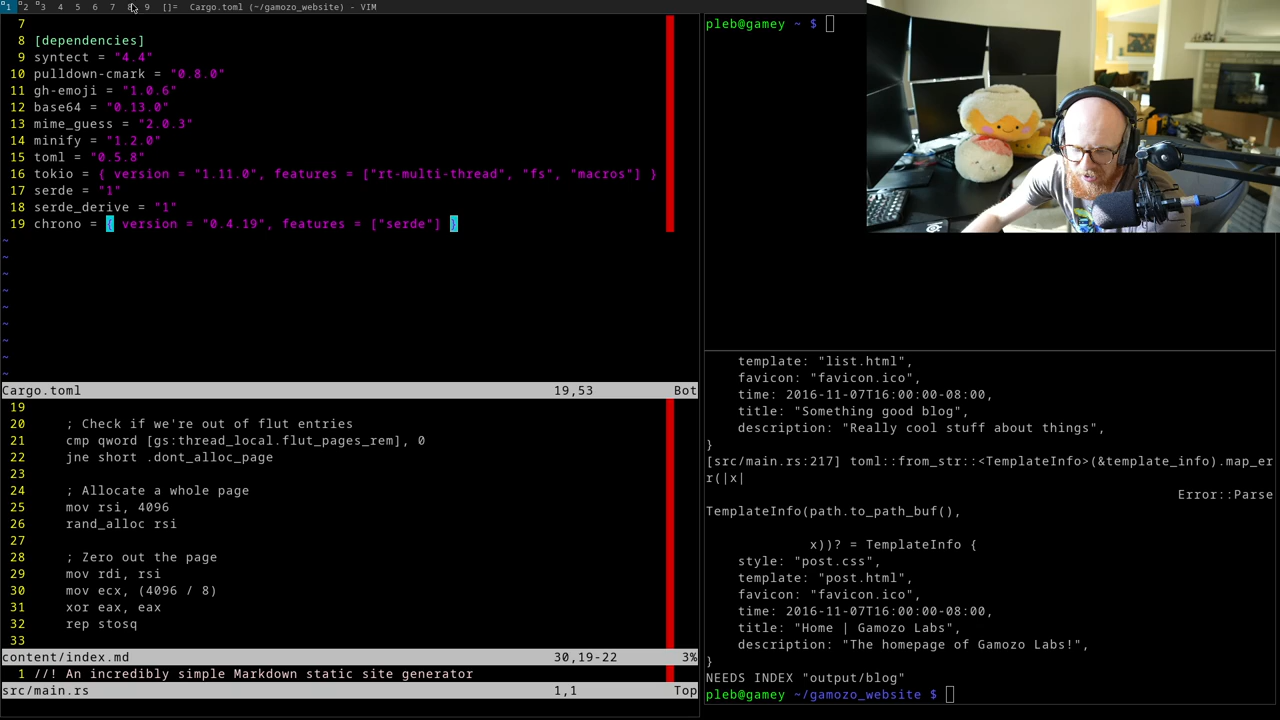 1 2 3 4 5 6 7 8 9 []= Cargo.toml (~/gamozo_website) - VIM
7
8 [dependencies]
9 syntect = "4.4"
10 pulldown-cmark = "0.8.0"
11 gh-emoji = "1.0.6"
12 base64 = "0.13.0"
13 mime_guess = "2.0.3"
14 minify = "1.2.0"
15 toml = "0.5.8"
16 tokio = { version = "1.11.0", features = ["rt-multi-thread", "fs", "macros"] }
17 serde = "1"
18 serde_derive = "1"
19 chrono = { version = "0.4.19", features = ["serde"] }
~
~
~
~
~
~
~
~
~
Cargo.toml 19,53 Bot
19
20 ; Check if we're out of flut entries
21 cmp qword [gs:thread_local.flut_pages_rem], 0
22 jne short .dont_alloc_page
23
24 ; Allocate a whole page
25 mov rsi, 4096
26 rand_alloc rsi
27
28 ; Zero out the page
29 mov rdi, rsi
30 mov ecx, (4096 / 8)
31 xor eax, eax
32 rep stosq
33
content/index.md 30,19-22 3%
1 //! An incredibly simple Markdown static site generator
src/main.rs 1,1 Top
pleb@gamey ~ $
template: "list.html",
favicon: "favicon.ico",
time: 2016-11-07T16:00:00-08:00,
title: "Something good blog",
description: "Really cool stuff about things",
}
[src/main.rs:217] toml::from_str::<TemplateInfo>(&template_info).map_er
r(|x|
Error::Parse
TemplateInfo(path.to_path_buf(),
x))? = TemplateInfo {
style: "post.css",
template: "post.html",
favicon: "favicon.ico",
time: 2016-11-07T16:00:00-08:00,
title: "Home | Gamozo Labs",
description: "The homepage of Gamozo Labs!",
}
NEEDS INDEX "output/blog"
pleb@gamey ~/gamozo_website $